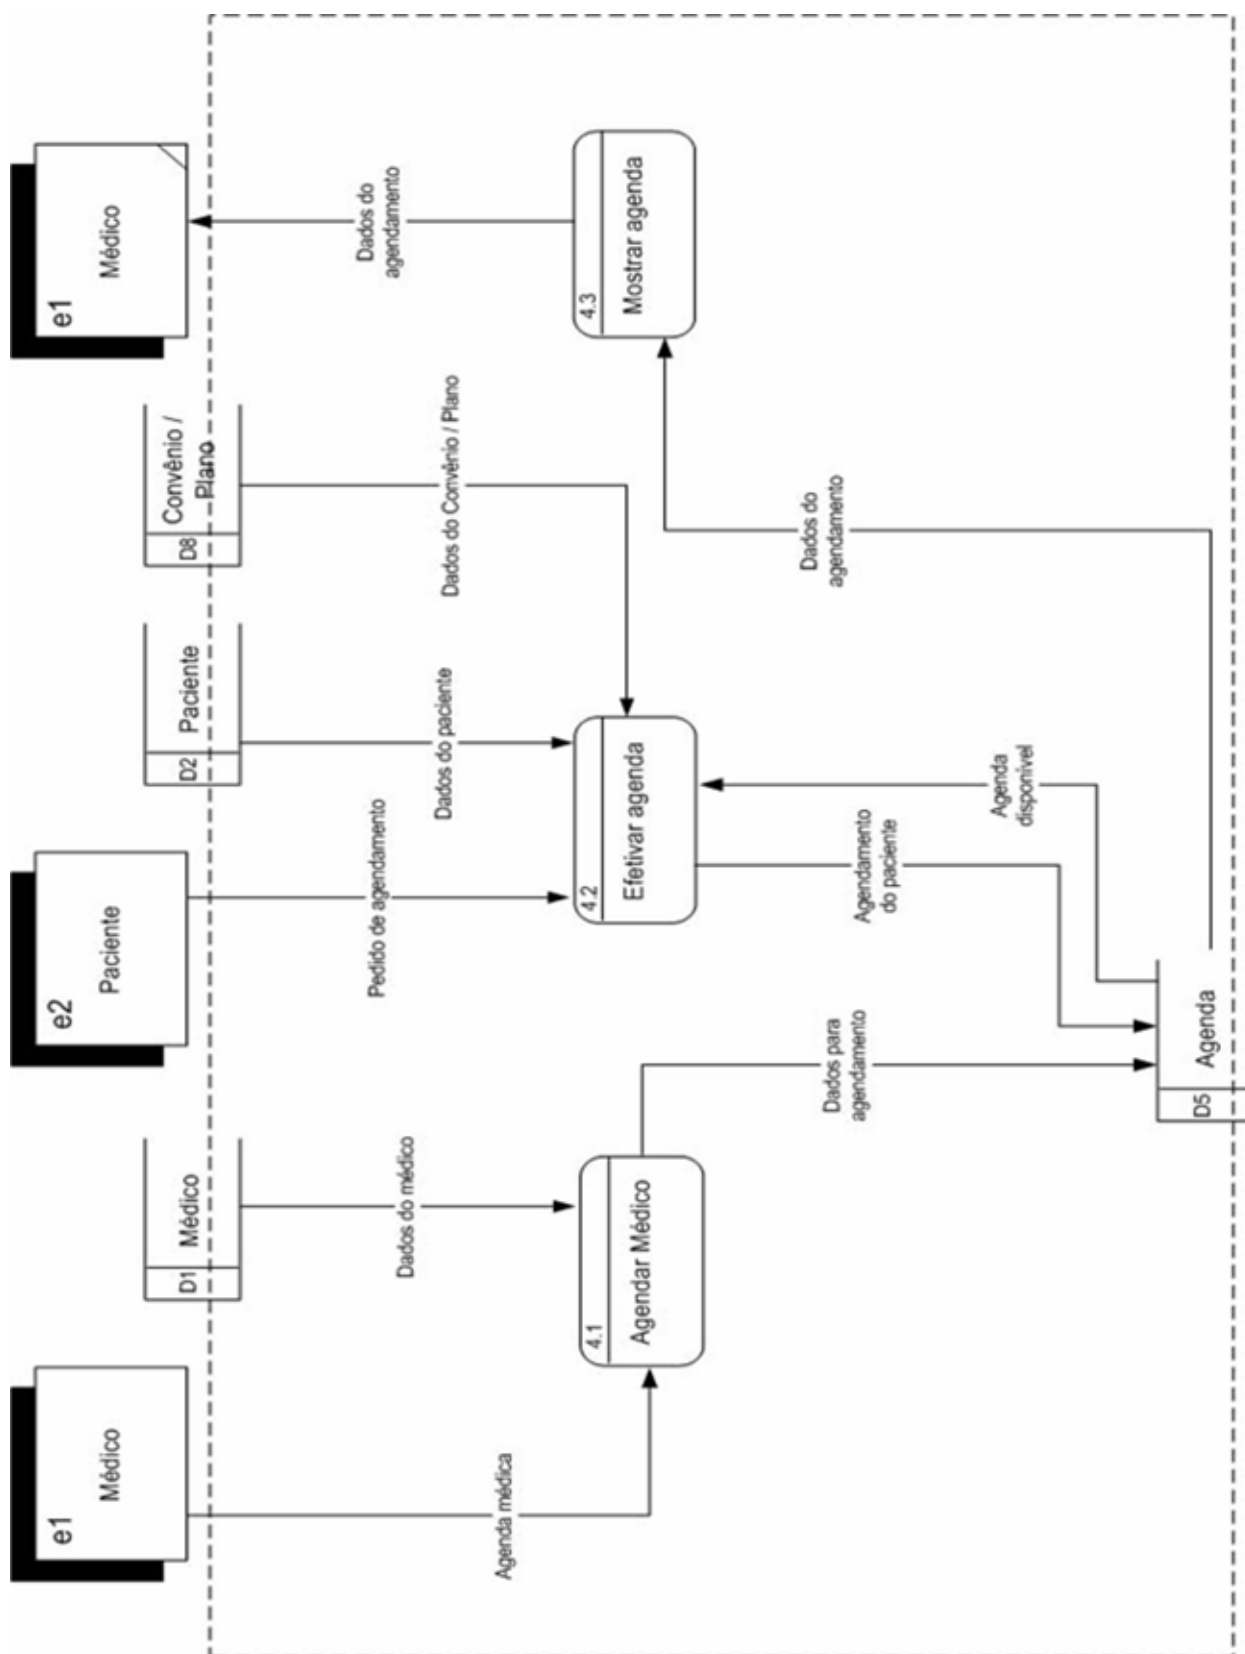 e1
Médico
D1
Médico
e2
Paciente
D2
Paciente
D8
Convênio /
Plano
e1
Médico
Agenda médica
Dados do médico
Pedido de agendamento
Dados do paciente
Dados do Convênio / Plano
Dados do
agendamento
4.1
Agendar Médico
4.2
Efetivar agenda
4.3
Mostrar agenda
Dados para
agendamento
Agendamento
do paciente
Agenda
disponível
Dados do
agendamento
D5
Agenda